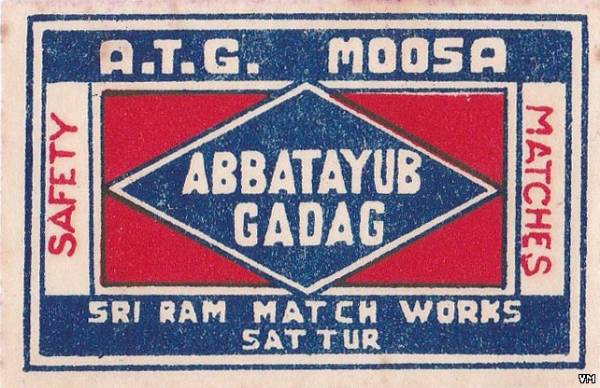 A.T.G. MOOSA
SAFETY
ABBATAYUB
GADAG
MATCHES
SRI RAM MATCH WORKS
SATTUR
VM